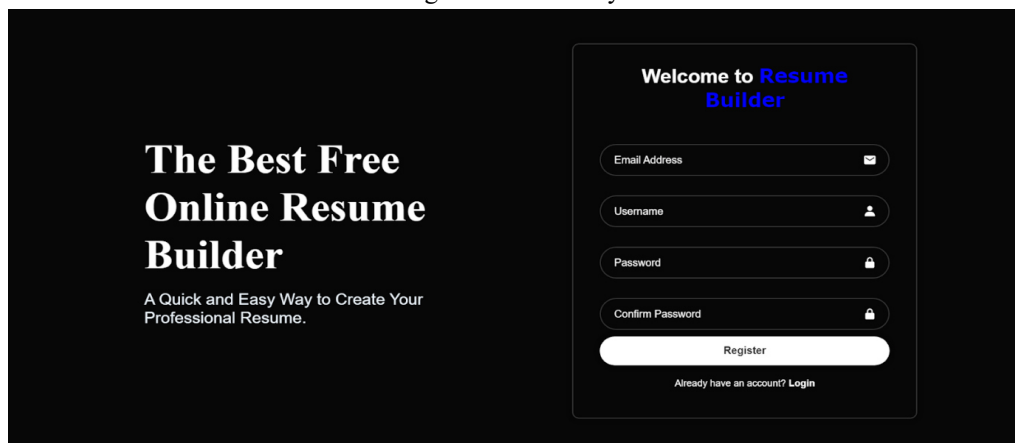 The Best Free
Online Resume
Builder
A Quick and Easy Way to Create Your
Professional Resume.
Welcome to Resume
Builder
Email Address
Username
Password
Confirm Password
Register
Already have an account? Login